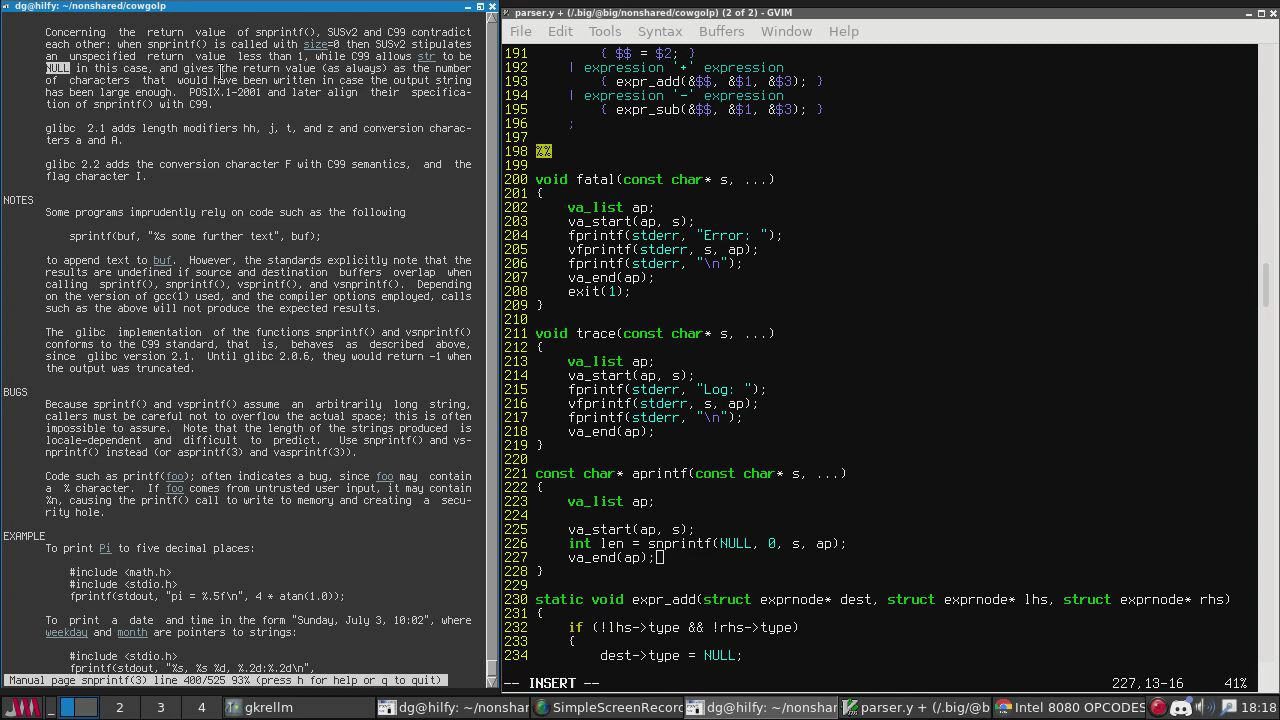 dg@hilfy: ~/nonshared/cowgolp
Concerning the return value of snprintf(), SUSv2 and C99 contradict
each other: when snprintf() is called with size=0 then SUSv2 stipulates
an unspecified return value less than 1, while C99 allows str to be
NULL in this case, and gives the return value (as always) as the number
of characters that would have been written in case the output string
has been large enough. POSIX.1-2001 and later align their specifica-
tion of snprintf() with C99.
glibc 2.1 adds length modifiers hh, j, t, and z and conversion charac-
ters a and A.
glibc 2.2 adds the conversion character F with C99 semantics, and the
flag character I.
NOTES
Some programs imprudently rely on code such as the following
sprintf(buf, "%s some further text", buf);
to append text to buf. However, the standards explicitly note that the
results are undefined if source and destination buffers overlap when
calling sprintf(), snprintf(), vsprintf(), and vsnprintf(). Depending
on the version of gcc(1) used, and the compiler options employed, calls
such as the above will not produce the expected results.
The glibc implementation of the functions snprintf() and vsnprintf()
conforms to the C99 standard, that is, behaves as described above,
since glibc version 2.1. Until glibc 2.0.6, they would return -1 when
the output was truncated.
BUGS
Because sprintf() and vsprintf() assume an arbitrarily long string,
callers must be careful not to overflow the actual space; this is often
impossible to assure. Note that the length of the strings produced is
locale-dependent and difficult to predict. Use snprintf() and vs-
nprintf() instead (or asprintf(3) and vasprintf(3)).
Code such as printf(foo); often indicates a bug, since foo may contain
a % character. If foo comes from untrusted user input, it may contain
%n, causing the printf() call to write to memory and creating a secu-
rity hole.
EXAMPLE
To print Pi to five decimal places:
#include <math.h>
#include <stdio.h>
fprintf(stdout, "pi = %.5f\n", 4 * atan(1.0));
To print a date and time in the form "Sunday, July 3, 10:02", where
weekday and month are pointers to strings:
#include <stdio.h>
fprintf(stdout, "%s, %s %d, %.2d:%.2d\n",
Manual page snprintf(3) line 400/525 93% (press h for help or q to quit)
parser.y + (/.big/@big/nonshared/cowgolp) (2 of 2) - GVIM
File Edit Tools Syntax Buffers Window Help
191 { $$ = $2; }
192 | expression '+' expression
193 { expr_add(&$$, &$1, &$3); }
194 | expression '-' expression
195 { expr_sub(&$$, &$1, &$3); }
196 ;
197
198 %%
199
200 void fatal(const char* s, ...)
201 {
202 va_list ap;
203 va_start(ap, s);
204 fprintf(stderr, "Error: ");
205 vfprintf(stderr, s, ap);
206 fprintf(stderr, "\n");
207 va_end(ap);
208 exit(1);
209 }
210
211 void trace(const char* s, ...)
212 {
213 va_list ap;
214 va_start(ap, s);
215 fprintf(stderr, "Log: ");
216 vfprintf(stderr, s, ap);
217 fprintf(stderr, "\n");
218 va_end(ap);
219 }
220
221 const char* aprintf(const char* s, ...)
222 {
223 va_list ap;
224
225 va_start(ap, s);
226 int len = snprintf(NULL, 0, s, ap);
227 va_end(ap);
228 }
229
230 static void expr_add(struct exprnode* dest, struct exprnode* lhs, struct exprnode* rhs)
231 {
232 if (!lhs->type && !rhs->type)
233 {
234 dest->type = NULL;
-- INSERT -- 227,13-16 41%
2 3 4 gkrellm dg@hilfy: ~/nonshar SimpleScreenRecor dg@hilfy: ~/nonshar parser.y + (/.big/@b Intel 8080 OPCODES 18:18